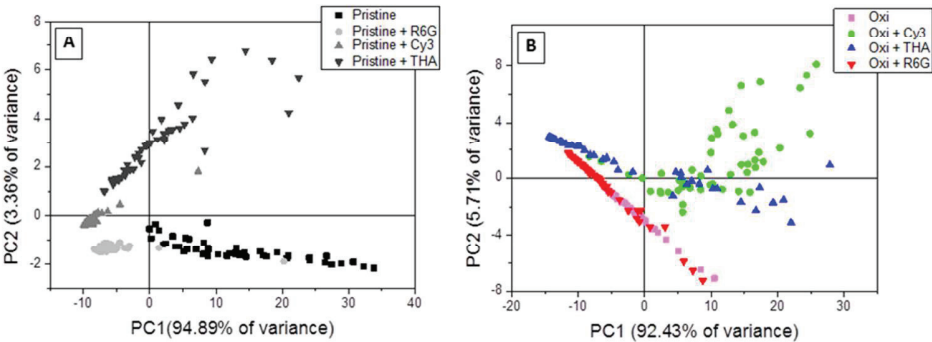 A
Pristine
Pristine + R6G
Pristine + Cy3
Pristine + THA
PC2 (3.36% of variance)
8
6
4
2
0
-2
-10
0
10
20
30
40
PC1(94.89% of variance)
B
Oxi
Oxi + Cy3
Oxi + THA
Oxi + R6G
PC2 (5.71% of variance)
8
4
0
-4
-8
-20
-10
0
10
20
30
PC1 (92.43% of variance)